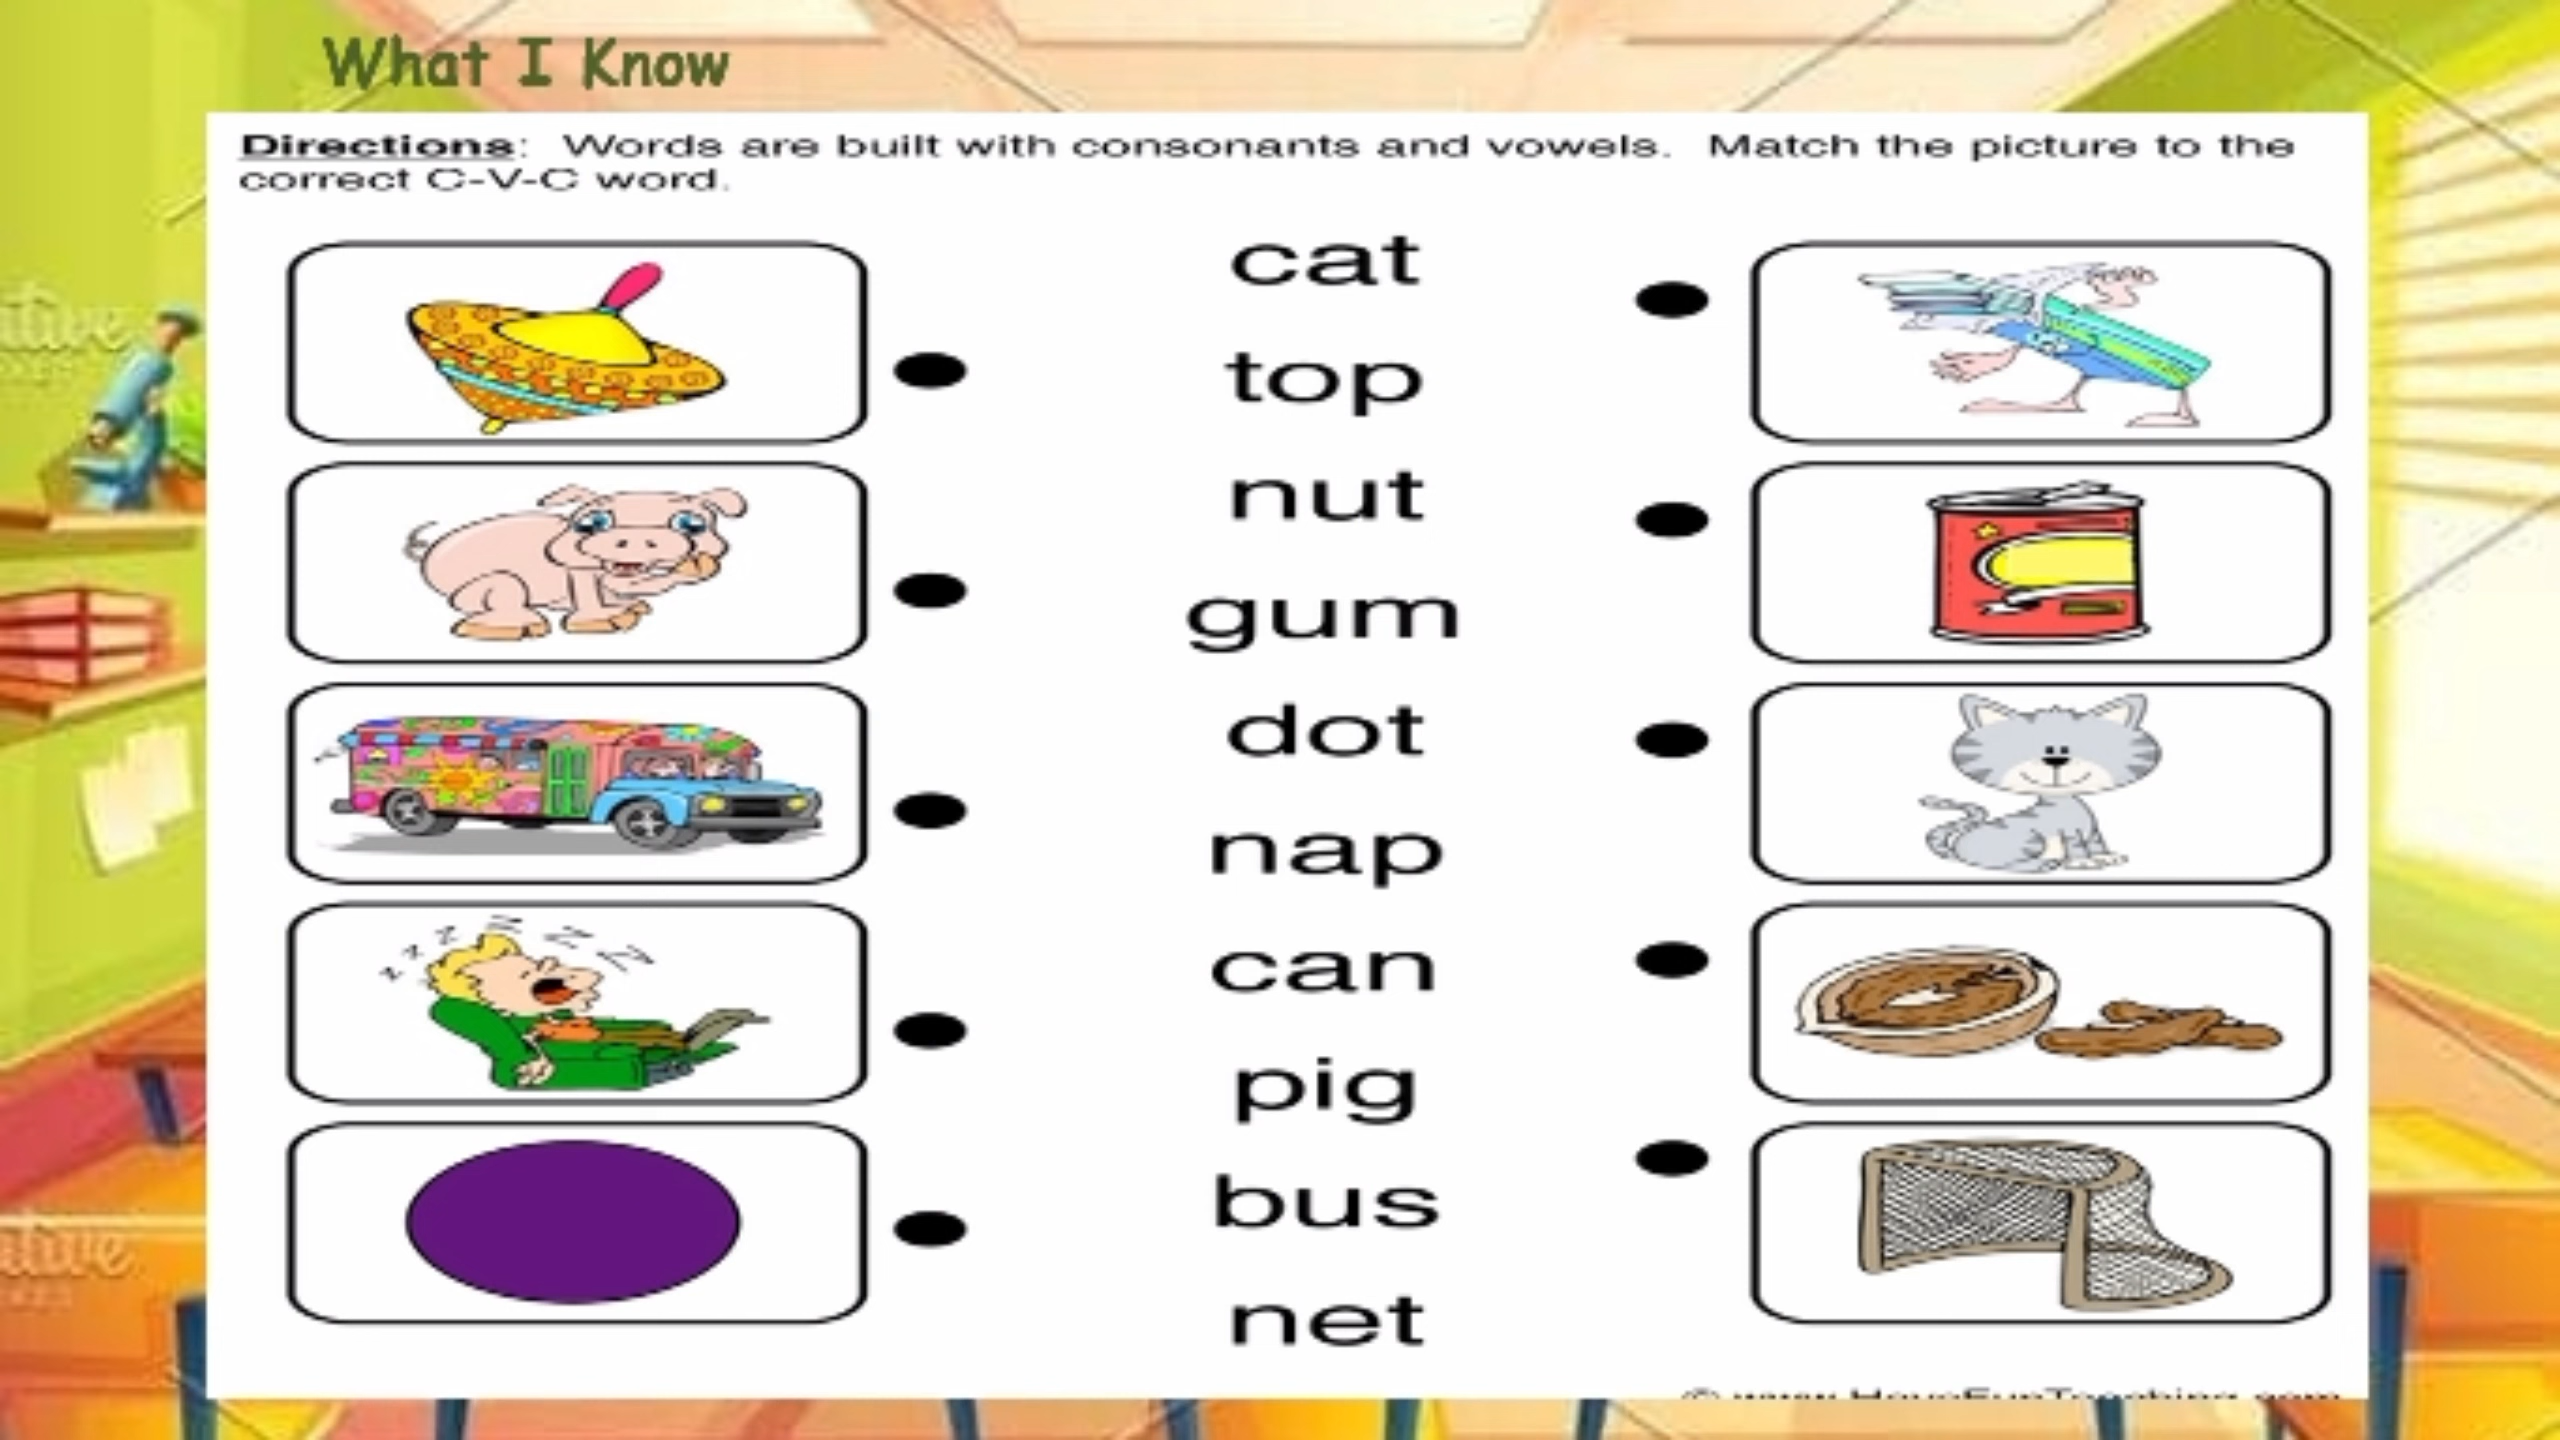 What I Know
Directions: Words are built with consonants and vowels. Match the picture to the
correct C-V-C word.
cat
top
nut
gum
dot
nap
z z z z z z
can
pig
bus
net